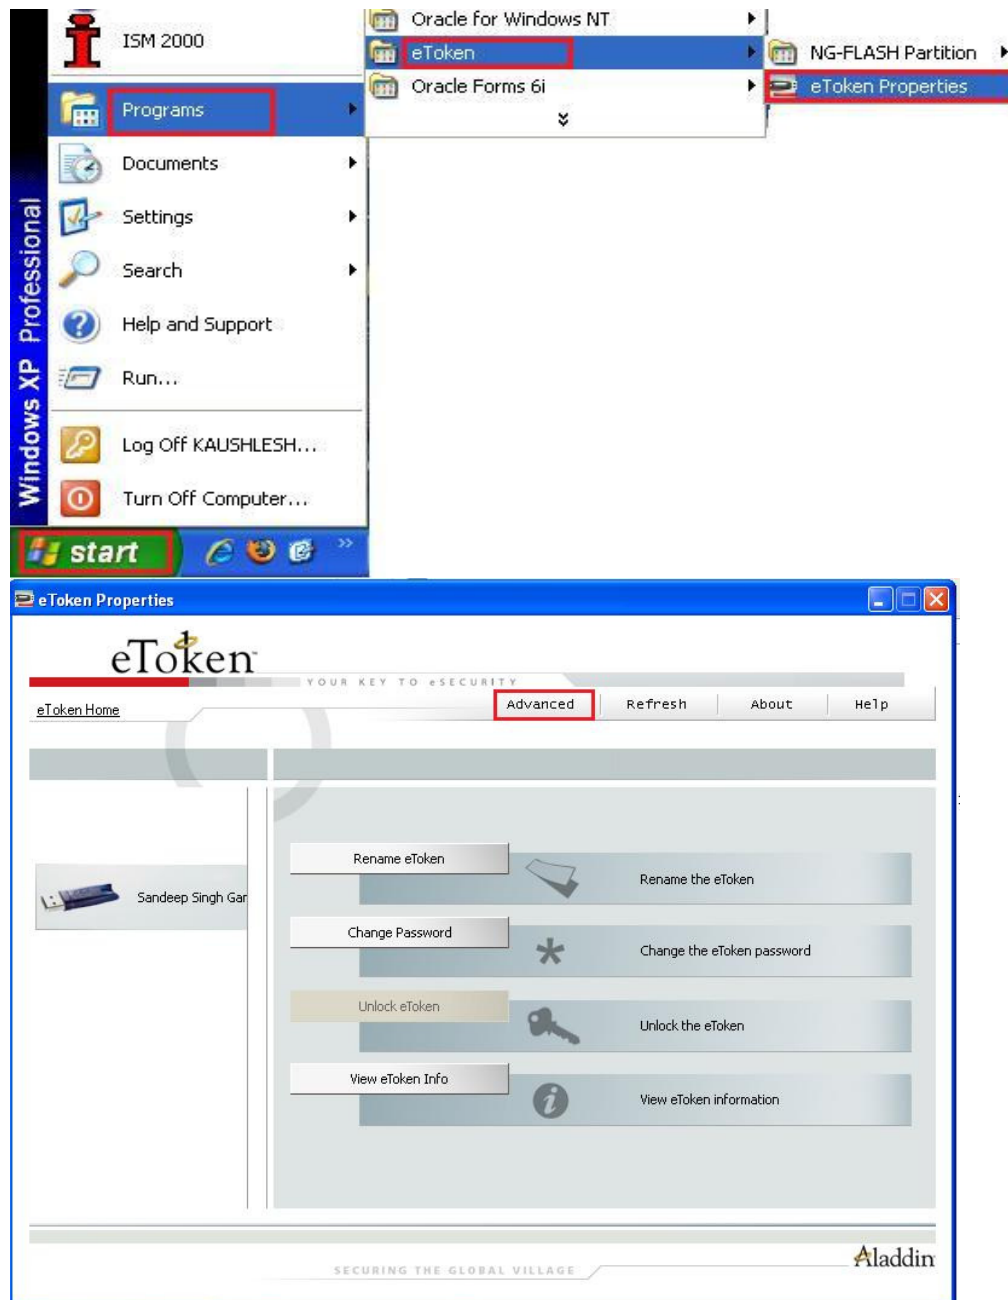 ISM 2000
Programs
Documents
Settings
Search
Help and Support
Run...
Log Off KAUSHLESH...
Turn Off Computer...
Windows XP Professional
start
Oracle for Windows NT
eToken
Oracle Forms 6i
NG-FLASH Partition
eToken Properties
eToken Properties
eToken
YOUR KEY TO eSECURITY
eToken Home
Advanced
Refresh
About
Help
Sandeep Singh Gar
Rename eToken
Rename the eToken
Change Password
Change the eToken password
Unlock eToken
Unlock the eToken
View eToken Info
View eToken information
SECURING THE GLOBAL VILLAGE
Aladdin